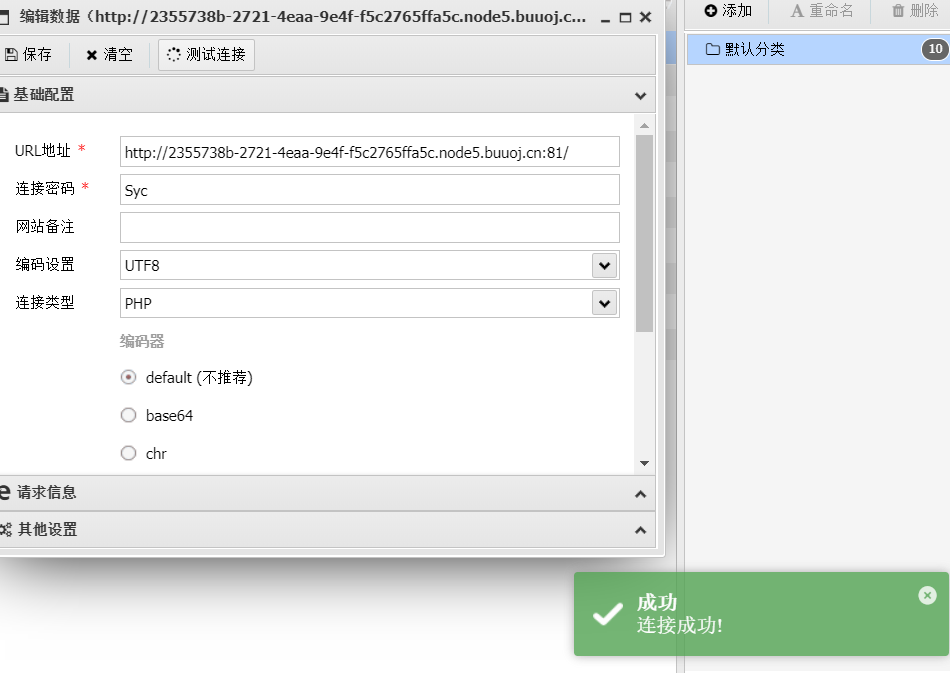 编辑数据（http://2355738b-2721-4eaa-9e4f-f5c2765ffa5c.node5.buuoj.c...
添加 重命名 删除
保存 清空 测试连接
默认分类 10
基础配置
URL地址 * http://2355738b-2721-4eaa-9e4f-f5c2765ffa5c.node5.buuoj.cn:81/
连接密码 * Syc
网站备注
编码设置 UTF8
连接类型 PHP
编码器
default (不推荐)
base64
chr
请求信息
其他设置
成功
连接成功!